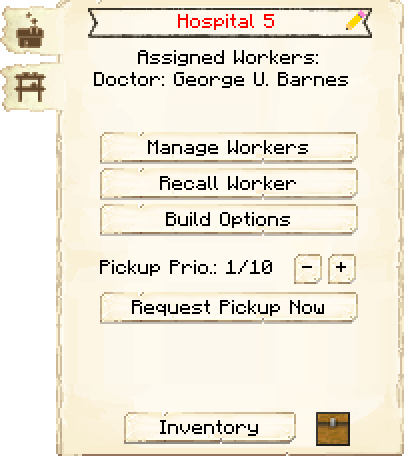 Hospital 5
Assigned Workers:
Doctor: George U. Barnes
Manage Workers
Recall Worker
Build Options
Pickup Prio.: 1/10 - +
Request Pickup Now
Inventory